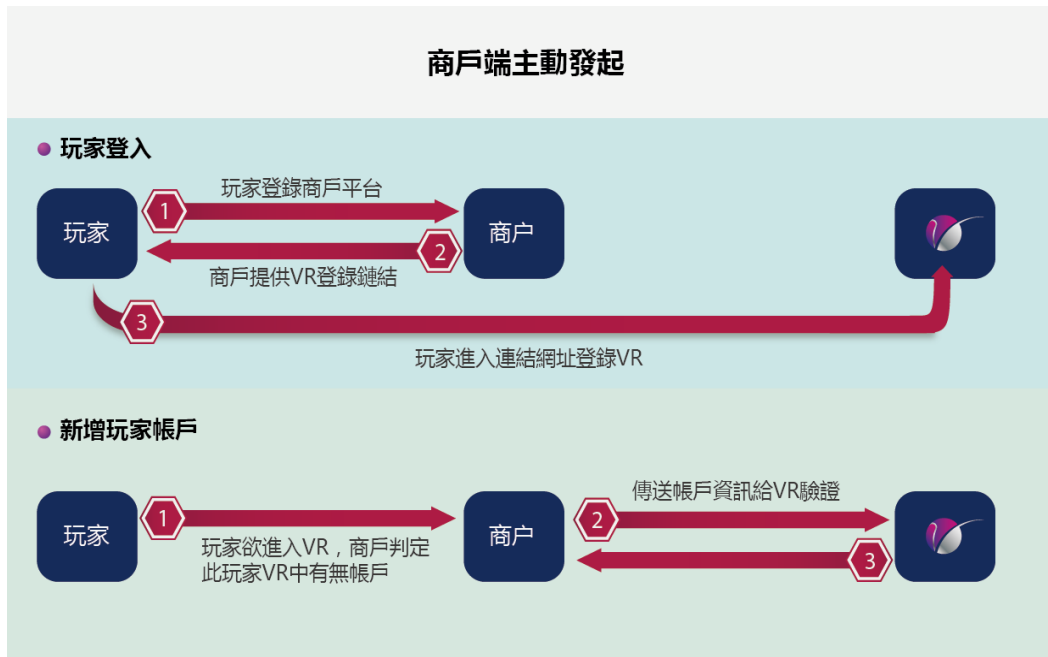 商戶端主動發起
玩家登入
玩家登錄商戶平台
玩家
1
商户
2
商戶提供VR登錄鏈結
3
玩家進入連結網址登錄VR
新增玩家帳戶
傳送帳戶資訊給VR驗證
玩家
1
商户
2
玩家欲進入VR，商戶判定
此玩家VR中有無帳戶
3